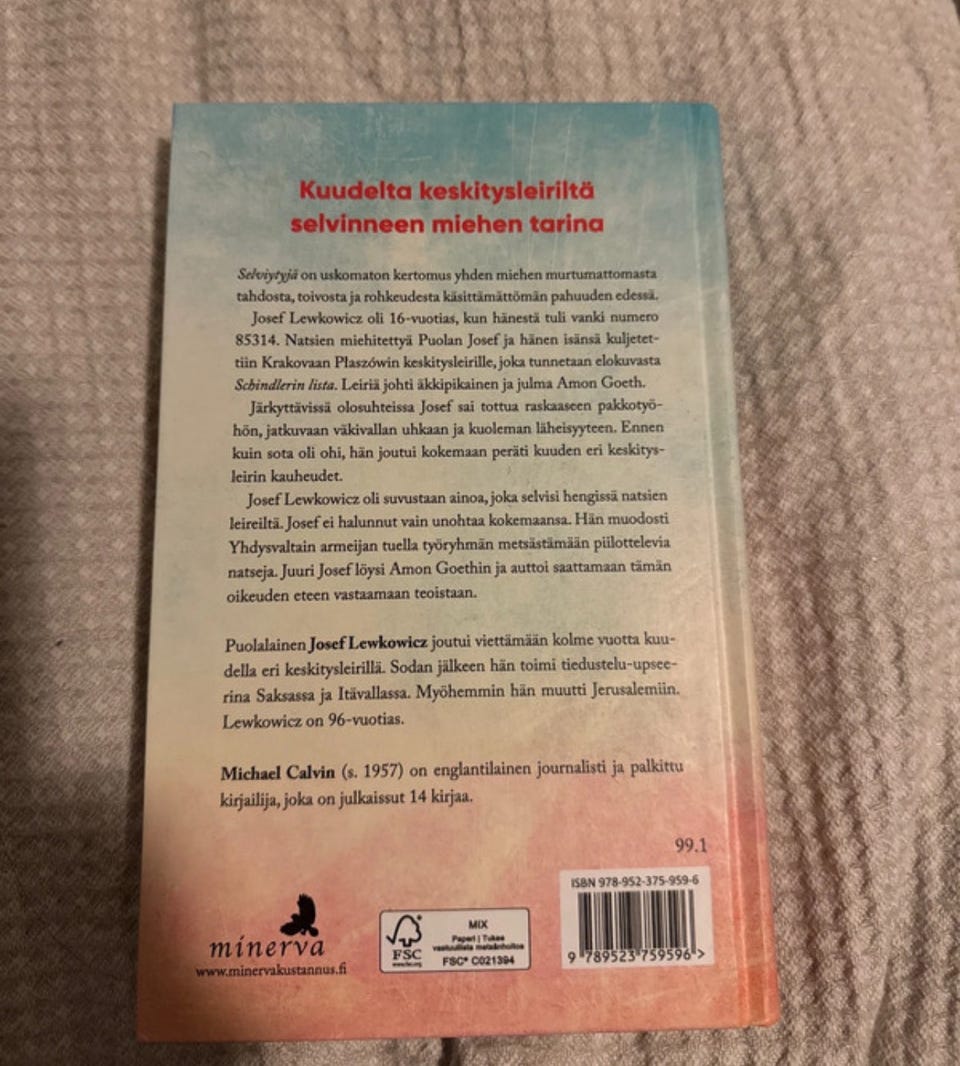 Kuudelta keskitysleiriltä
selvinneen miehen tarina
Selviytyjä on uskomaton kertomus yhden miehen murtumattomasta
tahdosta, toivosta ja rohkeudesta käsittämättömän pahuuden edessä.
Josef Lewkowicz oli 16-vuotias, kun hänestä tuli vanki numero
85314. Natsien miehitettyä Puolan Josef ja hänen isänsä kuljetet-
tiin Krakovaan Płaszówin keskitysleirille, joka tunnetaan elokuvasta
Schindlerin lista. Leiriä johti äkkipikainen ja julma Amon Goeth.
Järkyttävissä olosuhteissa Josef sai tottua raskaaseen pakkotyö-
hön, jatkuvaan väkivallan uhkaan ja kuoleman läheisyyteen. Ennen
kuin sota oli ohi, hän joutui kokemaan peräti kuuden eri keskitys-
leirin kauheudet.
Josef Lewkowicz oli suvustaan ainoa, joka selvisi hengissä natsien
leireiltä. Josef ei halunnut vain unohtaa kokemaansa. Hän muodosti
Yhdysvaltain armeijan tuella työryhmän metsästämään piilottelevia
natseja. Juuri Josef löysi Amon Goethin ja auttoi saattamaan tämän
oikeuden eteen vastaamaan teoistaan.
Puolalainen Josef Lewkowicz joutui viettämään kolme vuotta kuu-
della eri keskitysleirillä. Sodan jälkeen hän toimi tiedustelu-upsee-
rina Saksassa ja Itävallassa. Myöhemmin hän muutti Jerusalemiin.
Lewkowicz on 96-vuotias.
Michael Calvin (s. 1957) on englantilainen journalisti ja palkittu
kirjailija, joka on julkaissut 14 kirjaa.
99.1
ISBN 978-952-375-959-6
9 789523 759596 >
minerva
www.minervakustannus.fi
FSC
www.fsc.org
MIX
Paperi | Tukee
vastuullista metsänhoitoa
FSC® C021394